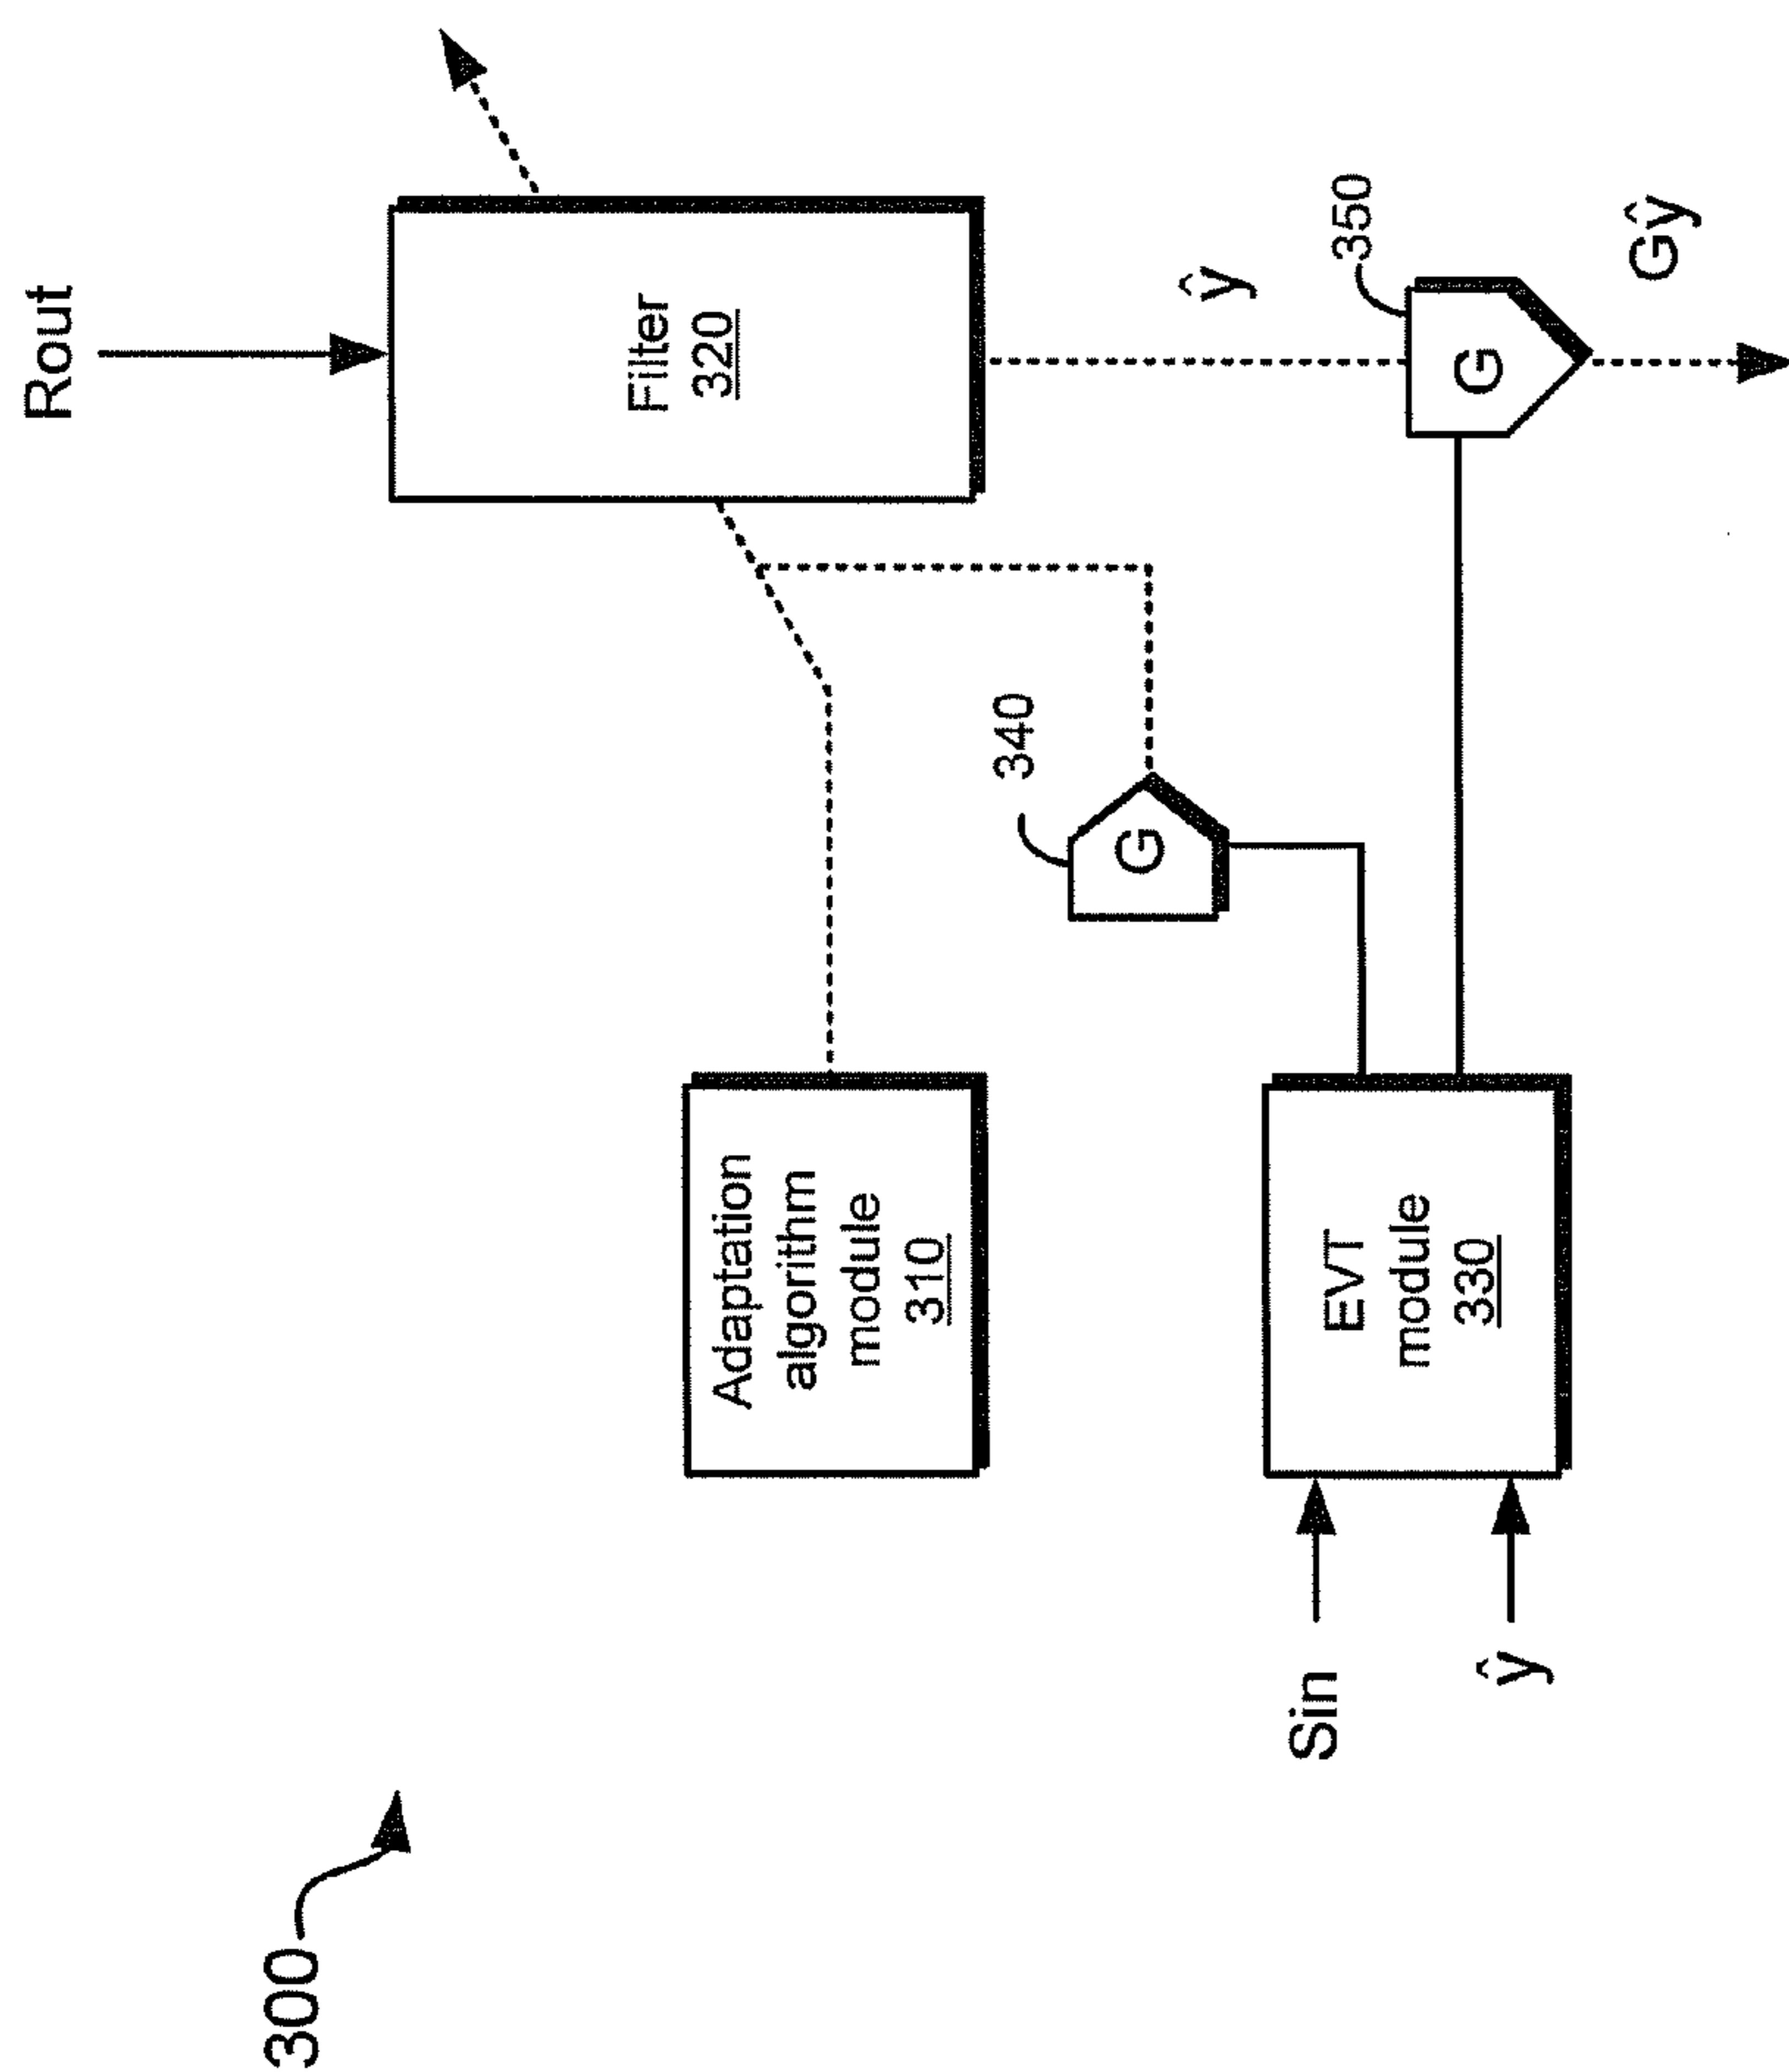 300
Rout
Filter
320
Adaptation
algorithm
module
310
340
G
ŷ
350
G
Gŷ
EVT
module
330
Sin
ŷ